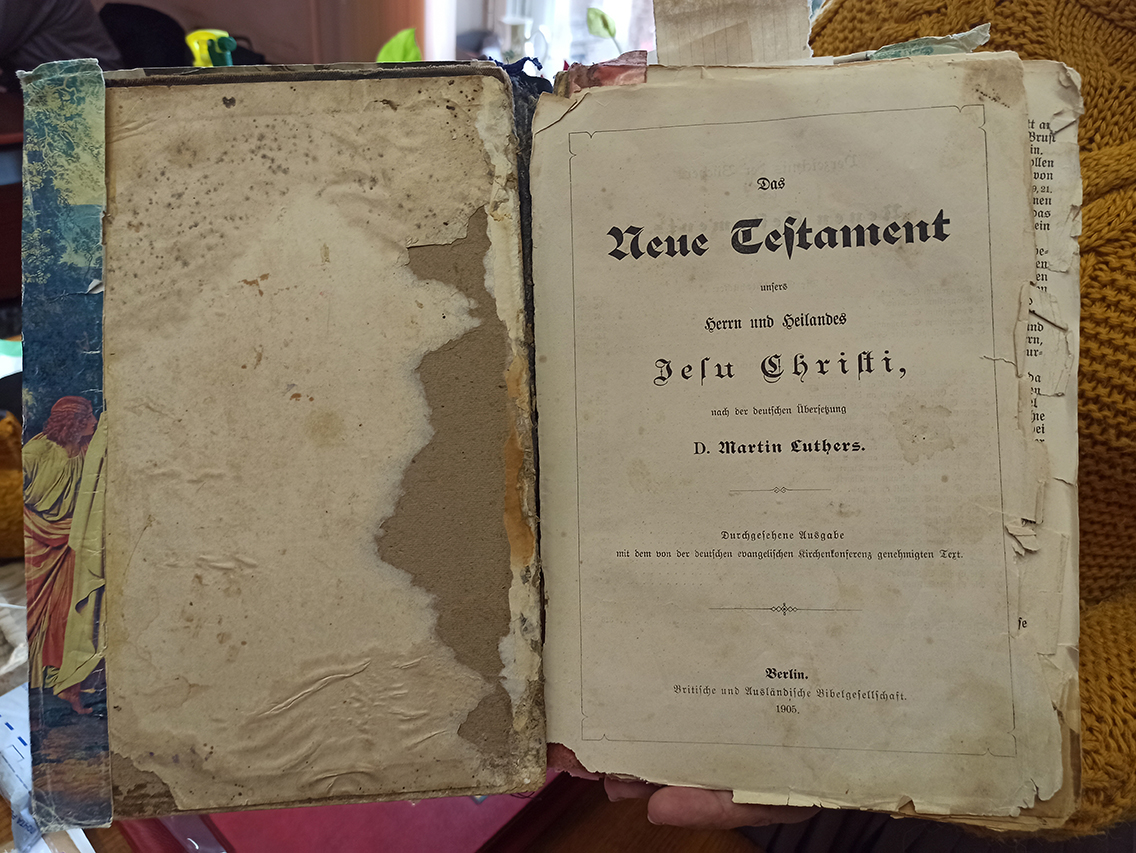 Das
Neue Testament
unsers
Herrn und Heilandes
Jesu Christi,
nach der deutschen Übersetzung
D. Martin Luthers.
Durchgesehene Ausgabe
mit dem von der deutschen evangelischen Kirchenkonferenz genehmigten Text.
Berlin.
Britische und Ausländische Bibelgesellschaft.
1905.